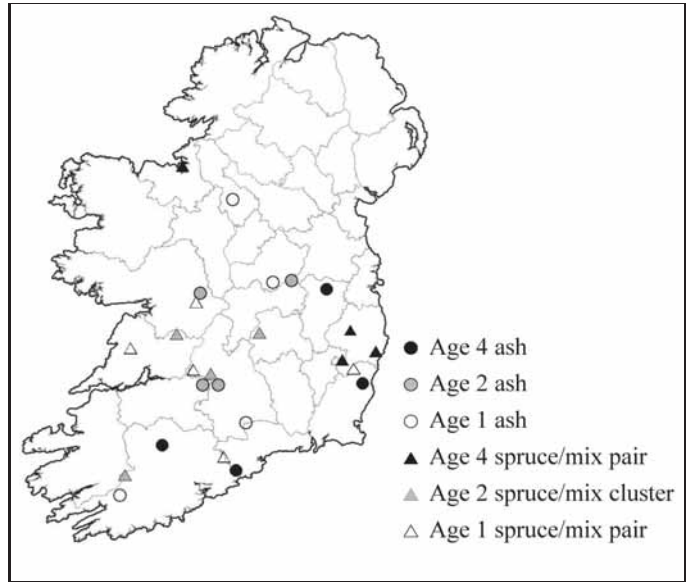 Age 4 ash
Age 2 ash
Age 1 ash
Age 4 spruce/mix pair
Age 2 spruce/mix cluster
Age 1 spruce/mix pair